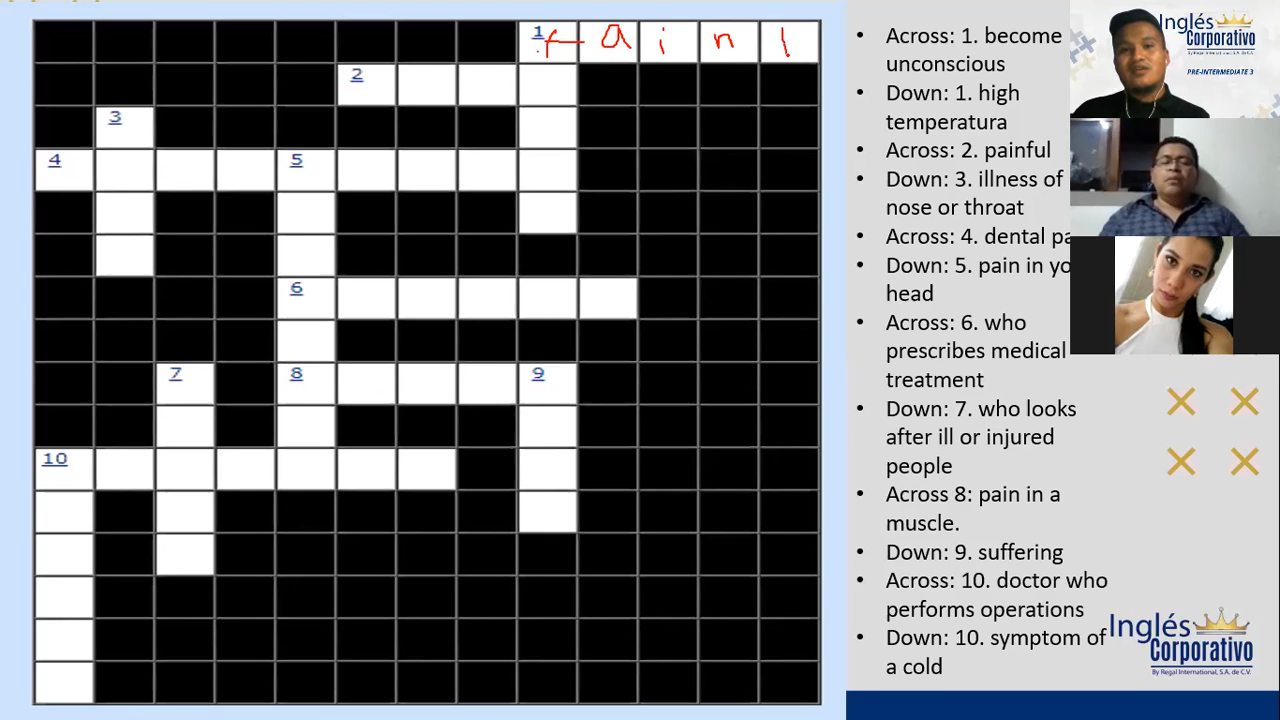 1 f a i n l
2
3
4 5
6
7 8 9
10
• Across: 1. become
unconscious
• Down: 1. high
temperatura
• Across: 2. painful
• Down: 3. illness of
nose or throat
• Across: 4. dental pa
• Down: 5. pain in yo
head
• Across: 6. who
prescribes medical
treatment
• Down: 7. who looks
after ill or injured
people
• Across 8: pain in a
muscle.
• Down: 9. suffering
• Across: 10. doctor who
performs operations
• Down: 10. symptom of
a cold
Inglés
Corporativo
By Regal International, S.A. de C.V.
PRE-INTERMEDIATE 3
Inglés
Corporativo
By Regal International, S.A. de C.V.